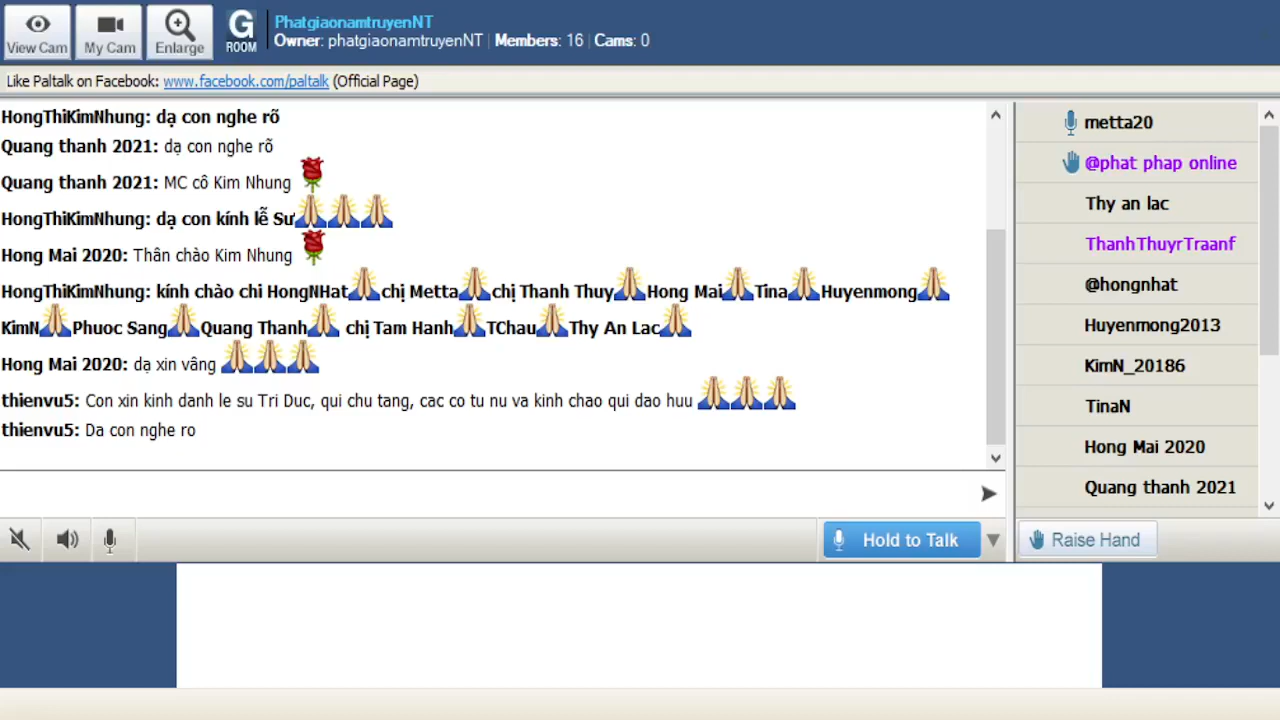 View Cam
My Cam
Enlarge
G
ROOM
PhatgiaonamtruyenNT
Owner: phatgiaonamtruyenNT | Members: 16 | Cams: 0
Like Paltalk on Facebook: www.facebook.com/paltalk (Official Page)
HongThiKimNhung: dạ con nghe rõ
Quang thanh 2021: dạ con nghe rõ
Quang thanh 2021: MC cô Kim Nhung
HongThiKimNhung: dạ con kính lễ Sư
Hong Mai 2020: Thân chào Kim Nhung
HongThiKimNhung: kính chào chi HongNHat chị Metta chị Thanh Thuy Hong Mai Tina Huyenmong
KimN Phuoc Sang Quang Thanh chị Tam Hanh TChau Thy An Lac
Hong Mai 2020: dạ xin vâng
thienvu5: Con xin kinh danh le su Tri Duc, qui chu tang, cac co tu nu va kinh chao qui dao huu
thienvu5: Da con nghe ro
metta20
@phat phap online
Thy an lac
ThanhThuyrTraanf
@hongnhat
Huyenmong2013
KimN_20186
TinaN
Hong Mai 2020
Quang thanh 2021
Hold to Talk
Raise Hand